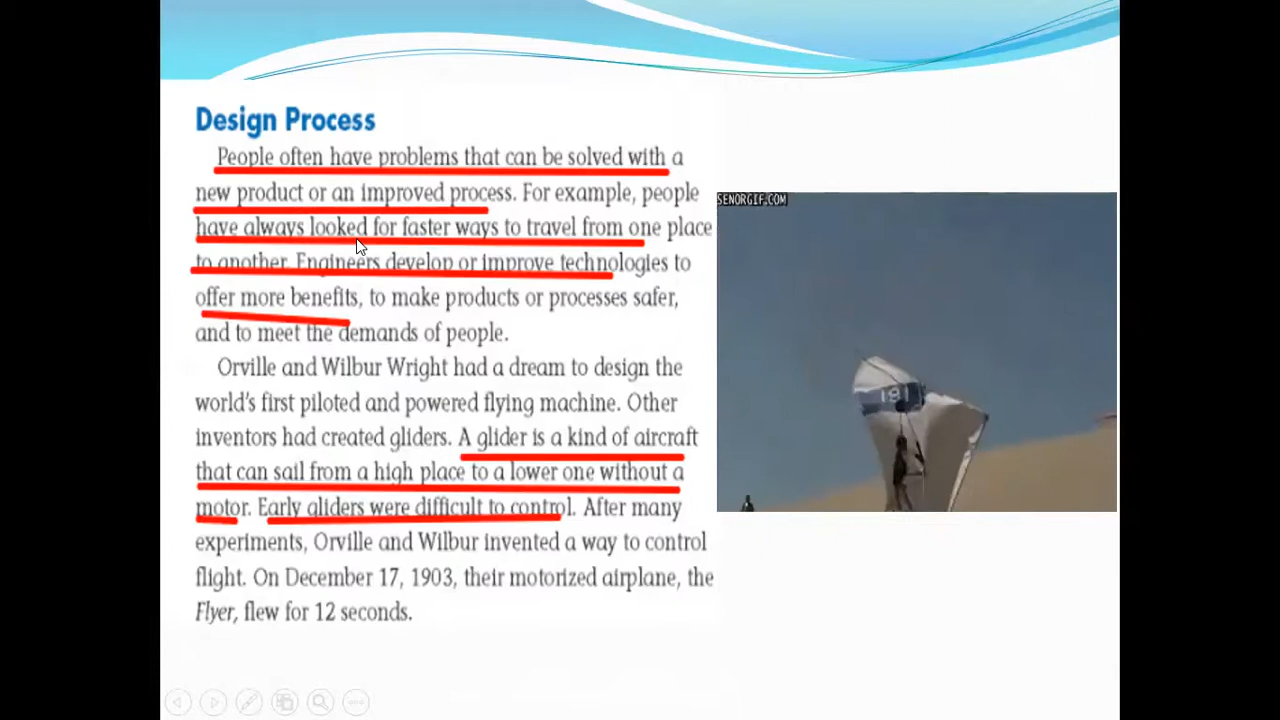 Design Process
People often have problems that can be solved with a
new product or an improved process. For example, people
have always looked for faster ways to travel from one place
to another. Engineers develop or improve technologies to
offer more benefits, to make products or processes safer,
and to meet the demands of people.
Orville and Wilbur Wright had a dream to design the
world's first piloted and powered flying machine. Other
inventors had created gliders. A glider is a kind of aircraft
that can sail from a high place to a lower one without a
motor. Early gliders were difficult to control. After many
experiments, Orville and Wilbur invented a way to control
flight. On December 17, 1903, their motorized airplane, the
Flyer, flew for 12 seconds.
SENORGIF.COM
191